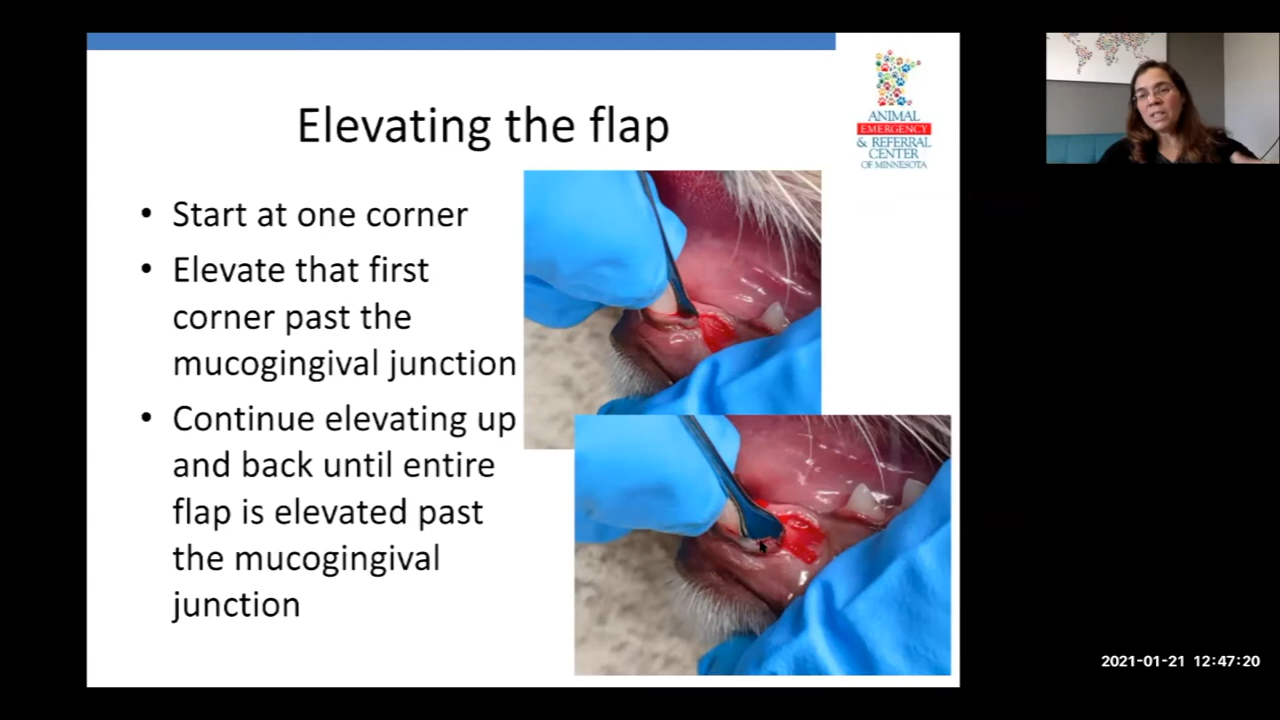 Elevating the flap
ANIMAL
EMERGENCY
& REFERRAL
CENTER
OF MINNESOTA
• Start at one corner
• Elevate that first
corner past the
mucogingival junction
• Continue elevating up
and back until entire
flap is elevated past
the mucogingival
junction
2021-01-21 12:47:20